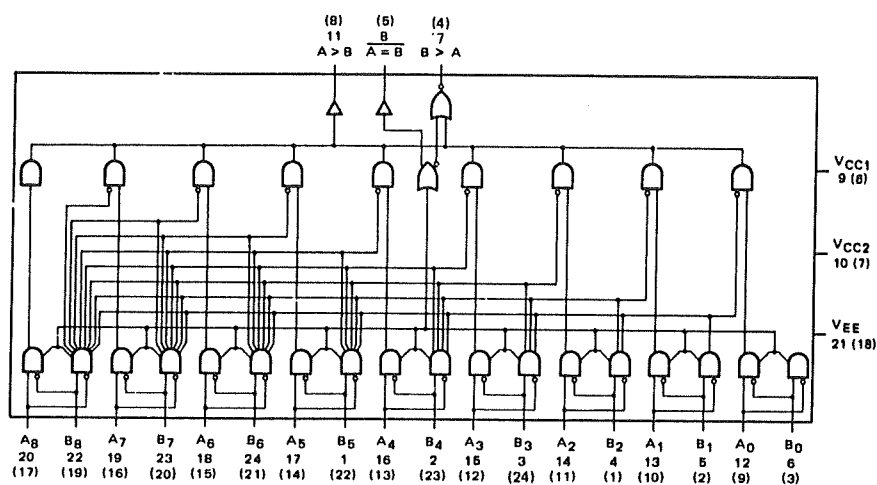 (8) (5) (4)
11 8 '7
A > B A = B B > A
VCC1
9 (6)
VCC2
10 (7)
VEE
21 (18)
A8 B8 A7 B7 A6 B6 A5 B5 A4 B4 A3 B3 A2 B2 A1 B1 A0 B0
20 22 19 23 18 24 17 1 16 2 15 3 14 4 13 5 12 6
(17) (19) (16) (20) (15) (21) (14) (22) (13) (23) (12) (24) (11) (1) (10) (2) (9) (3)